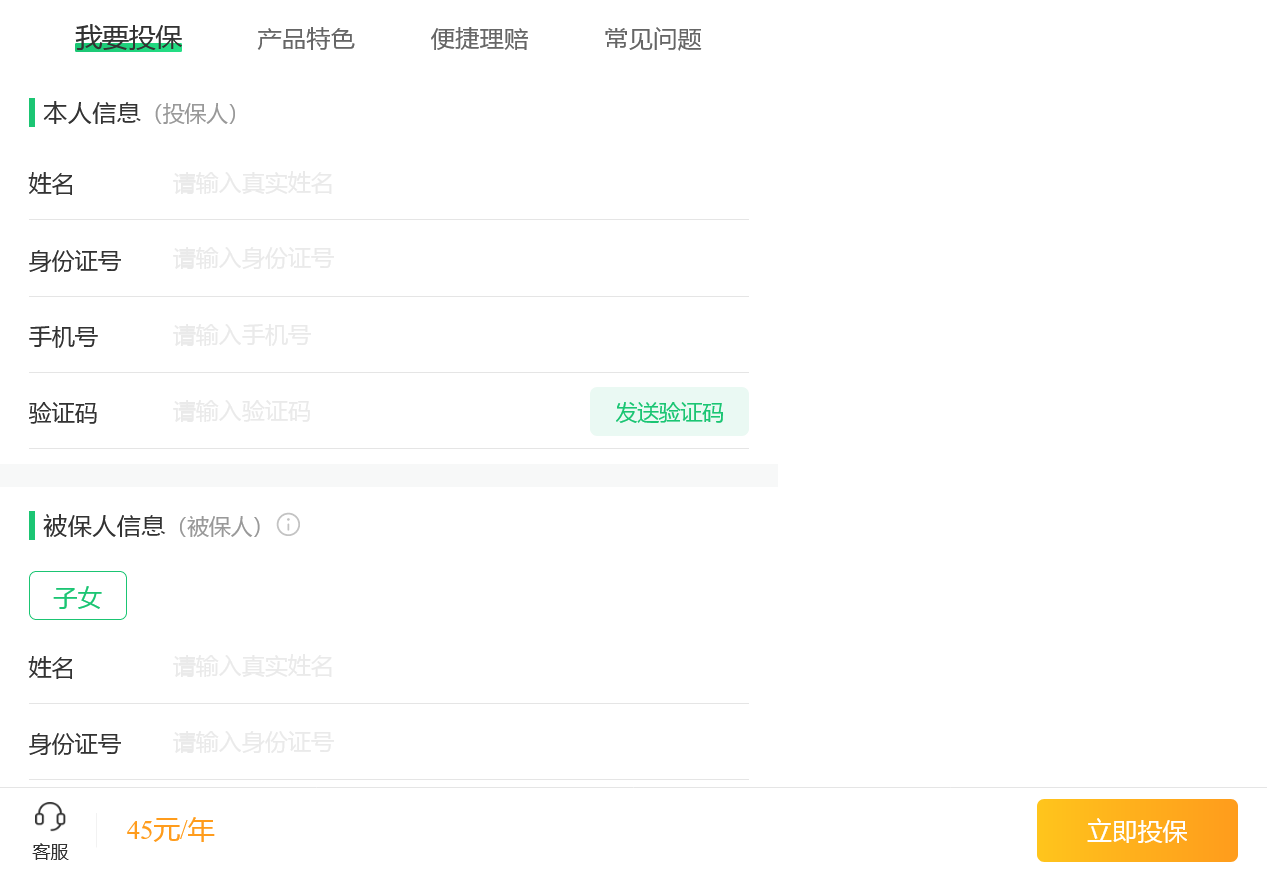 我要投保 产品特色 便捷理赔 常见问题
本人信息（投保人）
姓名 请输入真实姓名
身份证号 请输入身份证号
手机号 请输入手机号
验证码 请输入验证码 发送验证码
被保人信息（被保人）
子女
姓名 请输入真实姓名
身份证号 请输入身份证号
客服 45元/年 立即投保